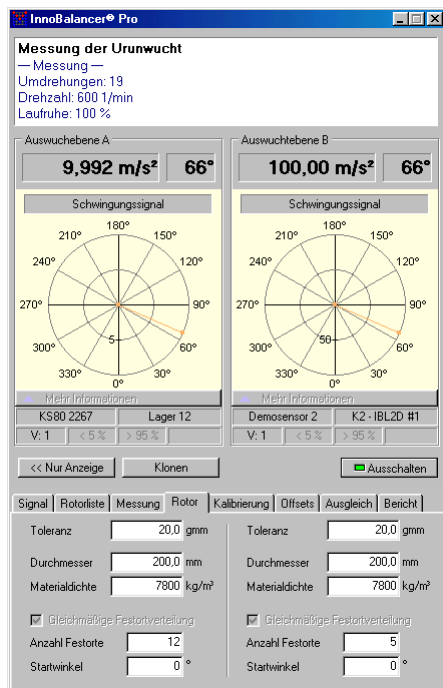 InnoBalancer® Pro
Messung der Urunwucht
— Messung —
Umdrehungen: 19
Drehzahl: 600 1/min
Laufruhe: 100 %
Auswuchebene A
9,992 m/s² 66°
Schwingungssignal
180°
210° 150°
240° 120°
270° 90°
300° 60°
5
330° 30°
0°
Mehr Informationen
KS80 2267 Lager 12
V: 1 < 5 % > 95 %
Auswuchtebene B
100,00 m/s² 66°
Schwingungssignal
180°
210° 150°
240° 120°
270° 90°
300° 60°
50
330° 30°
0°
Mehr Informationen
Demosensor 2 K2 - IBL2D #1
V: 1 < 5 % > 95 %
<< Nur Anzeige Klonen Ausschalten
Signal Rotorliste Messung Rotor Kalibrierung Offsets Ausgleich Bericht
Toleranz 20,0 gmm
Durchmesser 200,0 mm
Materialdichte 7800 kg/m³
Gleichmäßige Festortverteilung
Anzahl Festorte 12
Startwinkel 0 °
Toleranz 20,0 gmm
Durchmesser 200,0 mm
Materialdichte 7800 kg/m³
Gleichmäßige Festortverteilung
Anzahl Festorte 5
Startwinkel 0 °